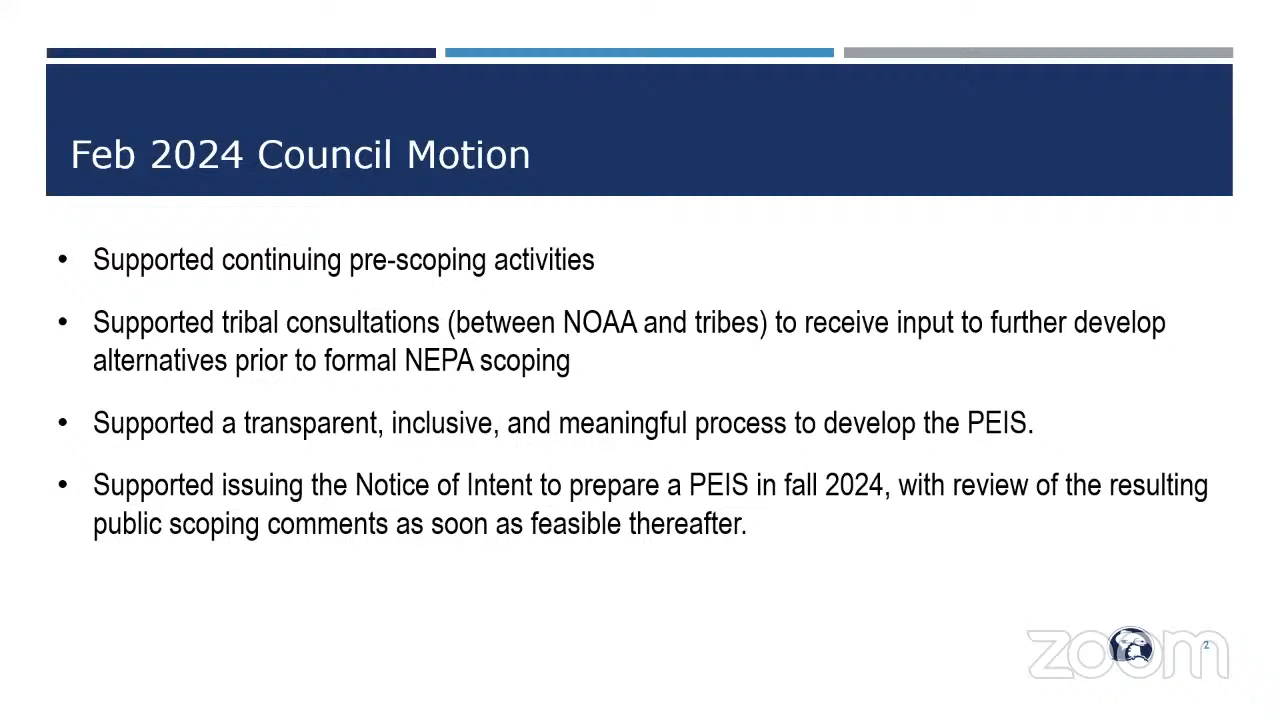 Feb 2024 Council Motion
• Supported continuing pre-scoping activities
• Supported tribal consultations (between NOAA and tribes) to receive input to further develop
alternatives prior to formal NEPA scoping
• Supported a transparent, inclusive, and meaningful process to develop the PEIS.
• Supported issuing the Notice of Intent to prepare a PEIS in fall 2024, with review of the resulting
public scoping comments as soon as feasible thereafter.
zoom
2